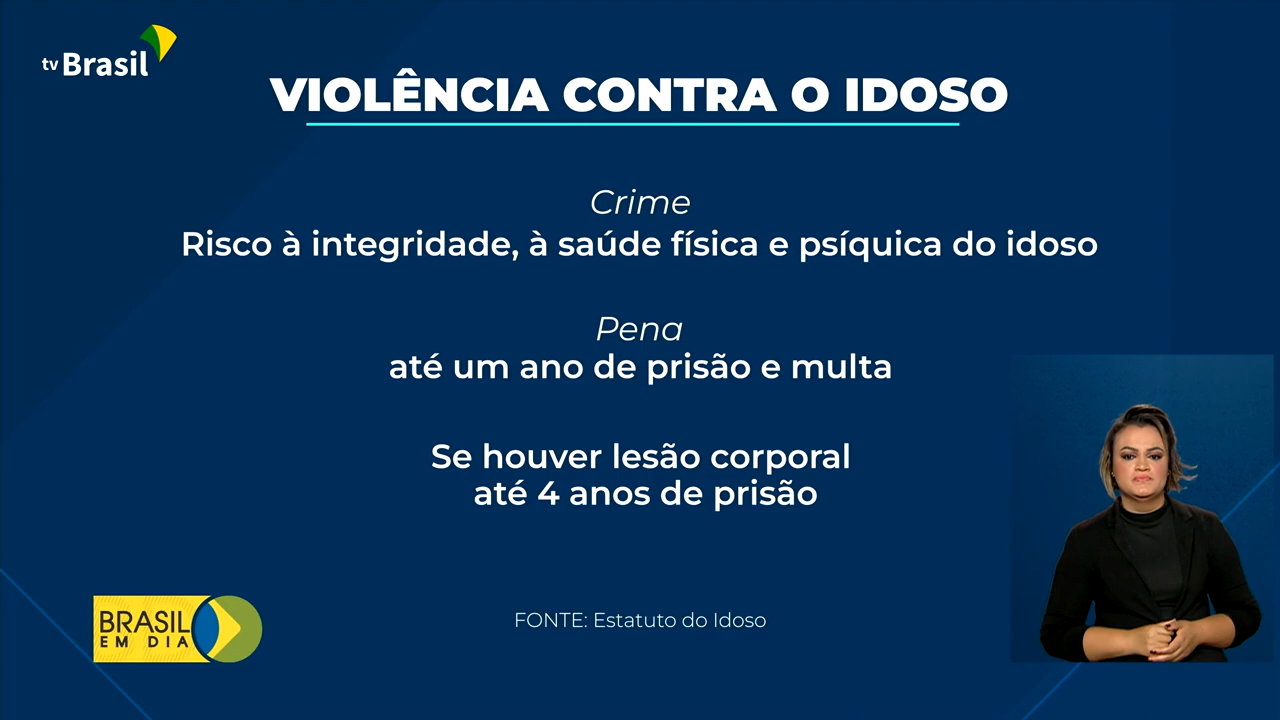 tv Brasil
VIOLÊNCIA CONTRA O IDOSO
Crime
Risco à integridade, à saúde física e psíquica do idoso
Pena
até um ano de prisão e multa
Se houver lesão corporal
até 4 anos de prisão
BRASIL
EM DIA
FONTE: Estatuto do Idoso